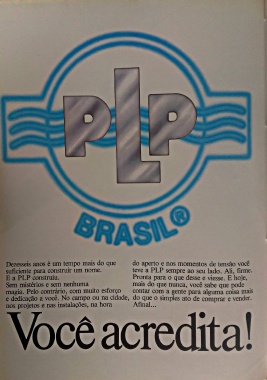 PLP
BRASIL®
Dezesseis anos é um tempo mais do que
suficiente para construir um nome.
E a PLP construiu.
Sem mistérios e sem nenhuma
magia. Pelo contrário, com muito esforço
e dedicação à você. No campo ou na cidade,
nos projetos e nas instalações, na hora
do aperto e nos momentos de tensão você
teve a PLP sempre ao seu lado. Ali, firme.
Pronta para o que desse e viesse. E hoje,
mais do que nunca, você sabe que pode
contar com a gente para alguma coisa mais
do que o simples ato de comprar e vender.
Afinal...
Você acredita!